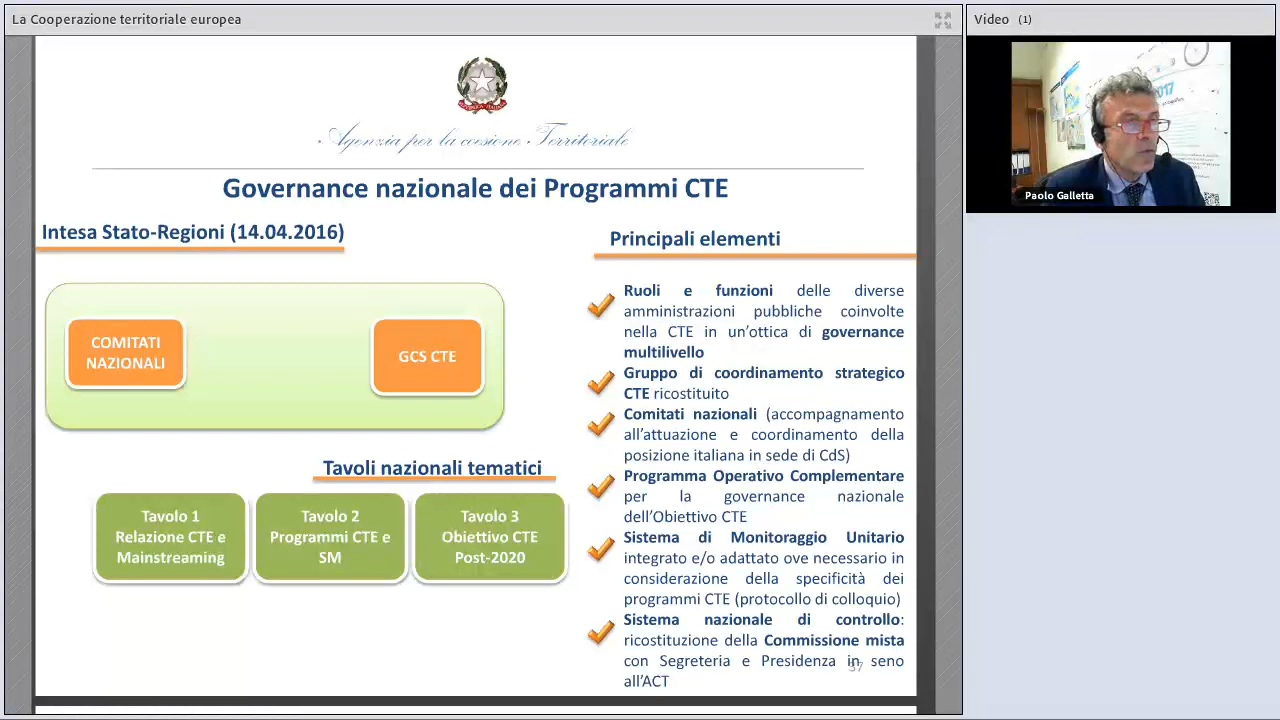 La Cooperazione territoriale europea
Video (1)
Agenzia per la coesione Territoriale
Governance nazionale dei Programmi CTE
Intesa Stato-Regioni (14.04.2016)
COMITATI
NAZIONALI
GCS CTE
Tavoli nazionali tematici
Tavolo 1
Relazione CTE e
Mainstreaming
Tavolo 2
Programmi CTE e
SM
Tavolo 3
Obiettivo CTE
Post-2020
Principali elementi
Ruoli e funzioni delle diverse
amministrazioni pubbliche coinvolte
nella CTE in un'ottica di governance
multilivello
Gruppo di coordinamento strategico
CTE ricostituito
Comitati nazionali (accompagnamento
all'attuazione e coordinamento della
posizione italiana in sede di CdS)
Programma Operativo Complementare
per la governance nazionale
dell'Obiettivo CTE
Sistema di Monitoraggio Unitario
integrato e/o adattato ove necessario in
considerazione della specificità dei
programmi CTE (protocollo di colloquio)
Sistema nazionale di controllo:
ricostituzione della Commissione mista
con Segreteria e Presidenza in seno
all'ACT
37
2017
Paolo Galletta